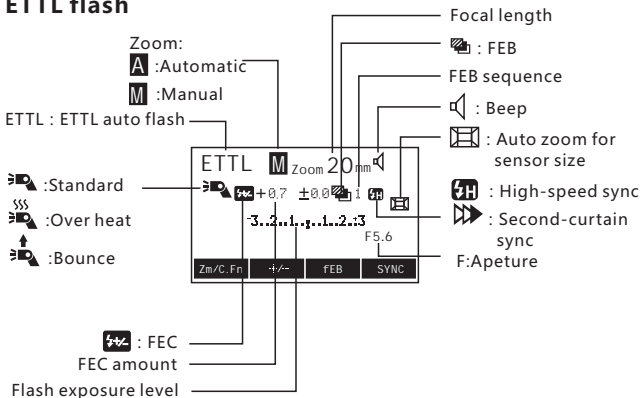 ETTL flash
Focal length
Zoom:
A :Automatic
M :Manual
: FEB
FEB sequence
ETTL : ETTL auto flash
: Beep
: Auto zoom for
sensor size
ETTL M Zoom 20 mm
:Standard
+0.7 ±0.0 1 H
H : High-speed sync
:Over heat
-3..2..1..0..1..2..+3
: Second-curtain
sync
F5.6
:Bounce
F:Apeture
Zm/C.Fn +/- FEB SYNC
: FEC
FEC amount
Flash exposure level